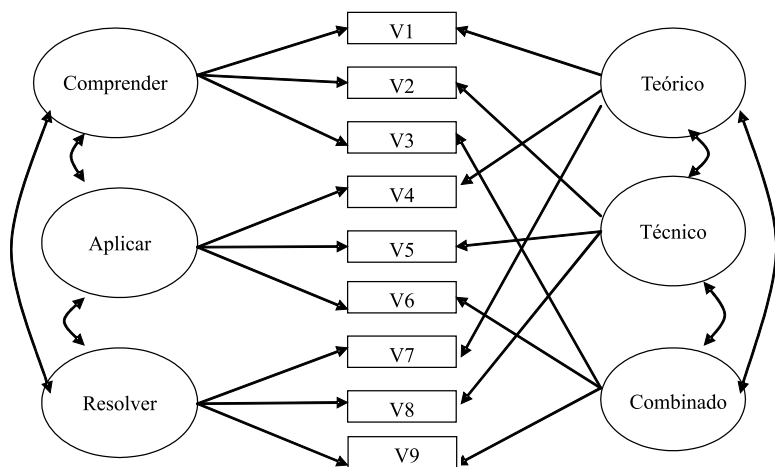 Comprender
Aplicar
Resolver
V1
V2
V3
V4
V5
V6
V7
V8
V9
Teórico
Técnico
Combinado